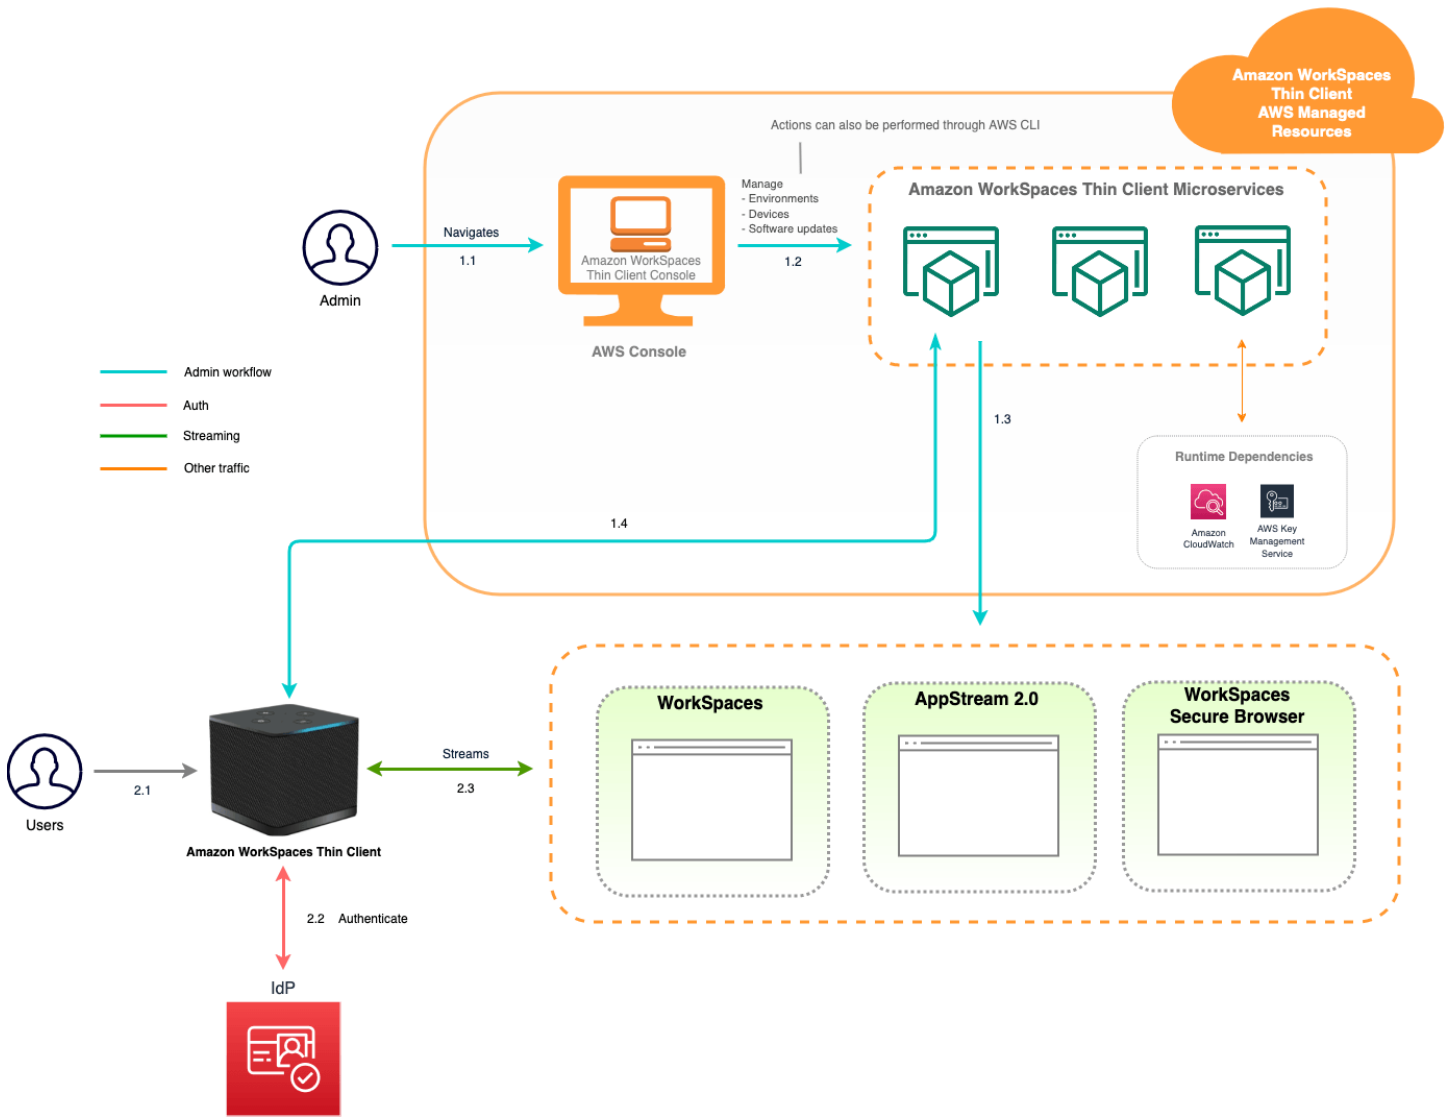 Amazon WorkSpaces
Thin Client
AWS Managed
Resources
Actions can also be performed through AWS CLI
Manage
- Environments
- Devices
- Software updates
1.2
Amazon WorkSpaces Thin Client Microservices
Navigates
1.1
Admin
Amazon WorkSpaces
Thin Client Console
AWS Console
Admin workflow
Auth
Streaming
Other traffic
1.3
Runtime Dependencies
Amazon
CloudWatch
AWS Key
Management
Service
1.4
WorkSpaces
AppStream 2.0
WorkSpaces
Secure Browser
Streams
2.3
2.1
Users
Amazon WorkSpaces Thin Client
2.2 Authenticate
IdP